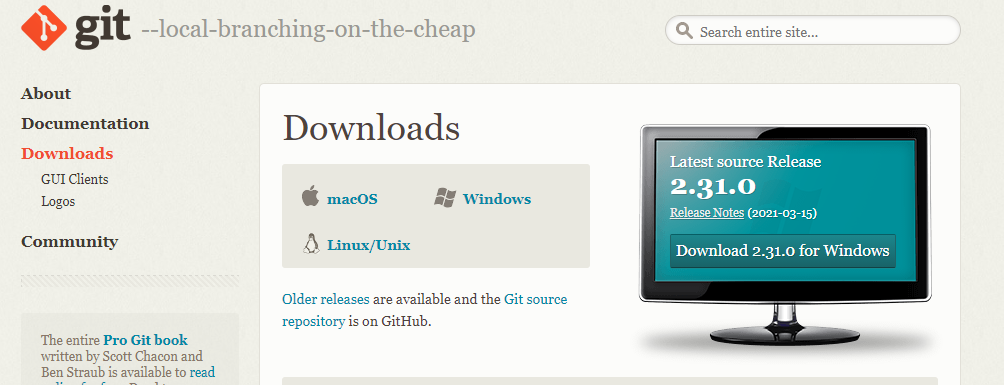 git --local-branching-on-the-cheap
Search entire site...
About
Documentation
Downloads
GUI Clients
Logos
Community
The entire Pro Git book
written by Scott Chacon and
Ben Straub is available to read
Downloads
macOS
Windows
Linux/Unix
Older releases are available and the Git source
repository is on GitHub.
Latest source Release
2.31.0
Release Notes (2021-03-15)
Download 2.31.0 for Windows